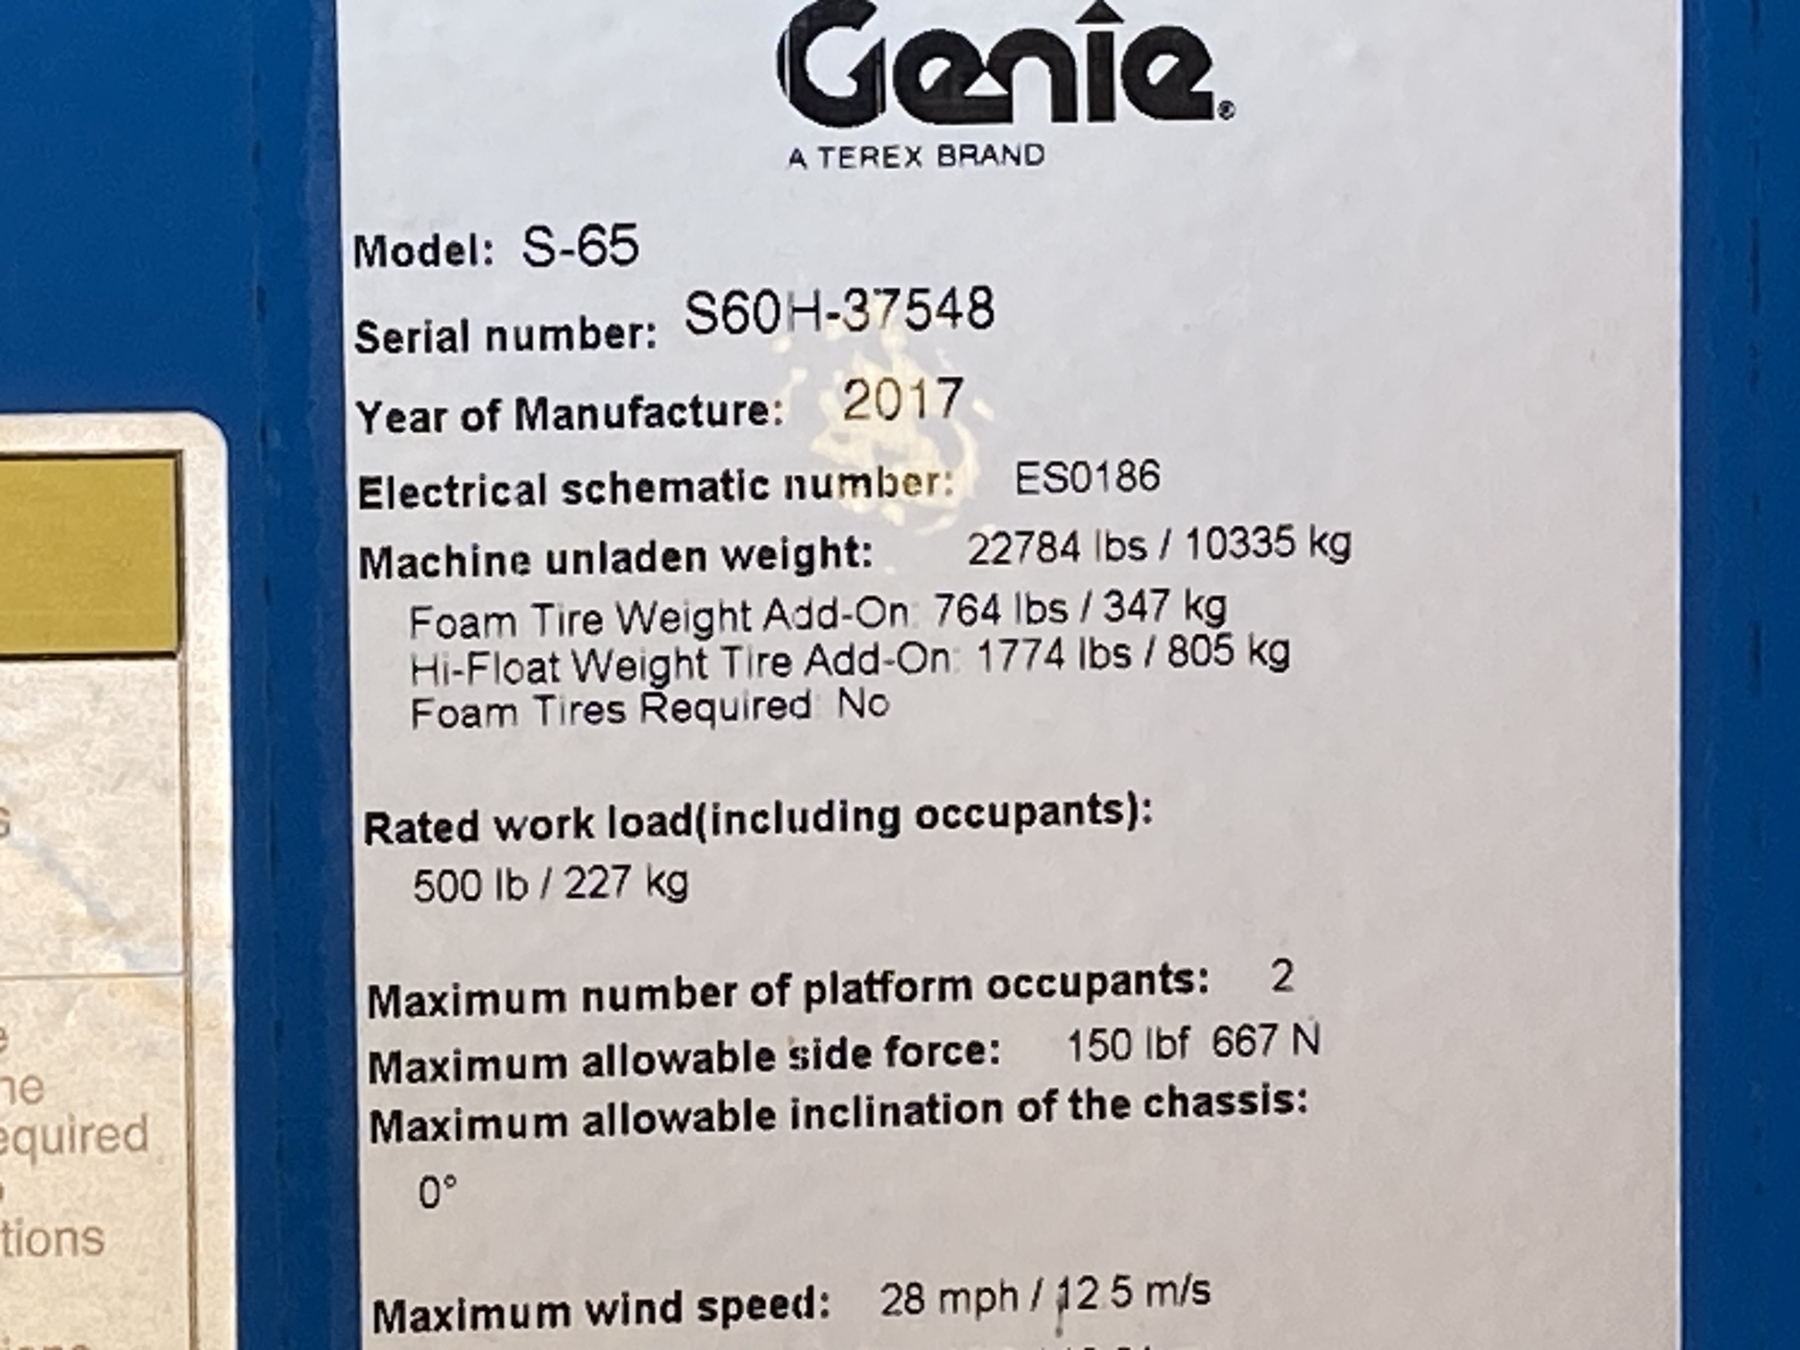 Genie®
A TEREX BRAND
Model: S-65
Serial number: S60H-37548
Year of Manufacture: 2017
Electrical schematic number: ES0186
Machine unladen weight: 22784 lbs / 10335 kg
Foam Tire Weight Add-On: 764 lbs / 347 kg
Hi-Float Weight Tire Add-On: 1774 lbs / 805 kg
Foam Tires Required: No
Rated work load(including occupants):
500 lb / 227 kg
Maximum number of platform occupants: 2
Maximum allowable side force: 150 lbf 667 N
Maximum allowable inclination of the chassis:
0°
Maximum wind speed: 28 mph / 12.5 m/s